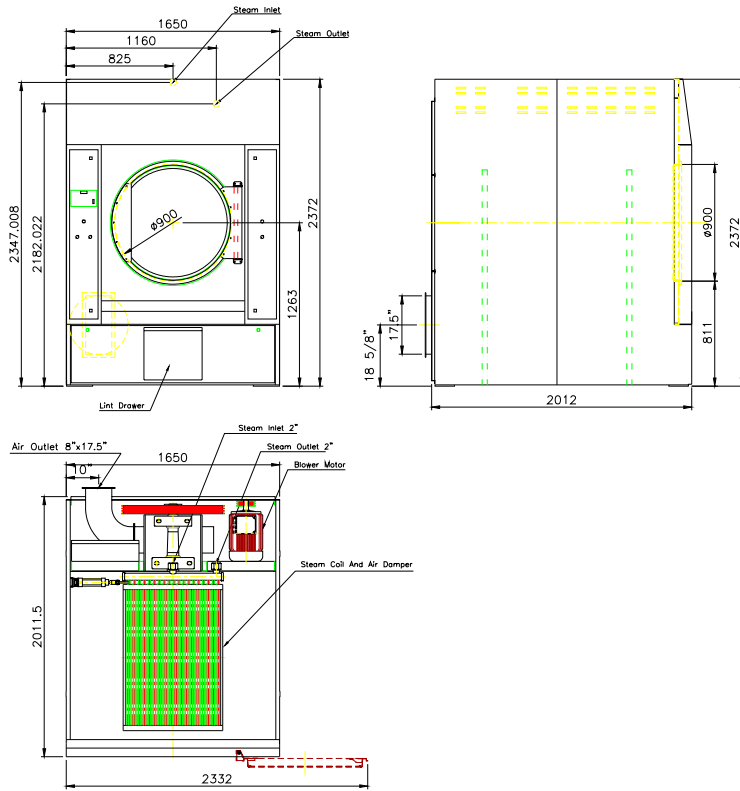 Steam Inlet
1650
Steam Outlet
1160
825
2347.008
2182.022
ø900
1263
2372
Lint Drawer
ø900
2372
811
17.5"
18 5/8"
2012
Steam Inlet 2"
Air Outlet 8"x17.5"
1650
Steam Outlet 2"
Blower Motor
10"
Steam Coil And Air Damper
2011.5
2332